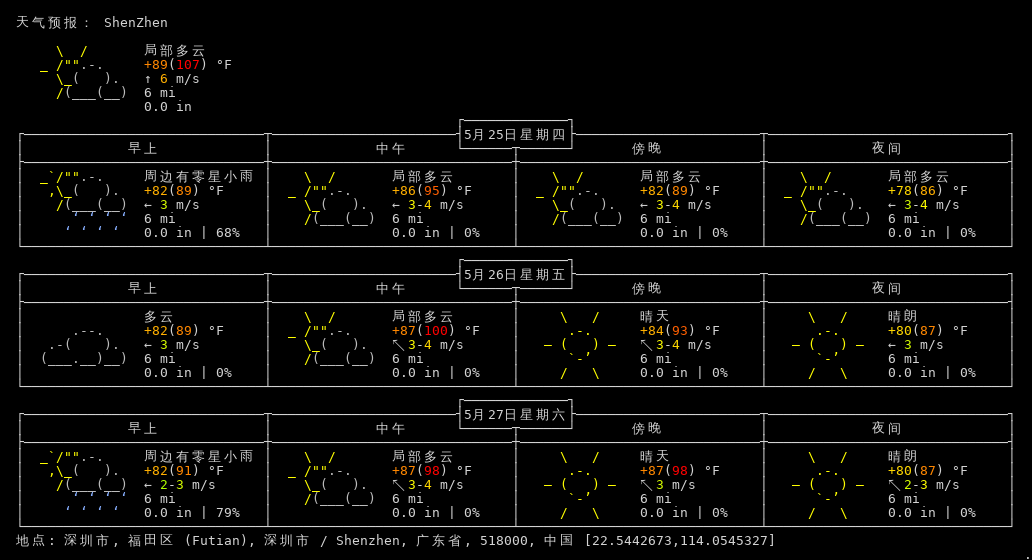 天气预报： ShenZhen
局部多云
+89(107) °F
↑ 6 m/s
6 mi
0.0 in
5月25日星期四
早上 中午 傍晚 夜间
周边有零星小雨 局部多云 局部多云 局部多云
+82(89) °F +86(95) °F +82(89) °F +78(86) °F
← 3 m/s ← 3-4 m/s ← 3-4 m/s ← 3-4 m/s
6 mi 6 mi 6 mi 6 mi
0.0 in | 68% 0.0 in | 0% 0.0 in | 0% 0.0 in | 0%
5月26日星期五
早上 中午 傍晚 夜间
多云 局部多云 晴天 晴朗
+82(89) °F +87(100) °F +84(93) °F +80(87) °F
← 3 m/s ↖ 3-4 m/s ↖ 3-4 m/s ← 3 m/s
6 mi 6 mi 6 mi 6 mi
0.0 in | 0% 0.0 in | 0% 0.0 in | 0% 0.0 in | 0%
5月27日星期六
早上 中午 傍晚 夜间
周边有零星小雨 局部多云 晴天 晴朗
+82(91) °F +87(98) °F +87(98) °F +80(87) °F
← 2-3 m/s ↖ 3-4 m/s ↖ 3 m/s ↖ 2-3 m/s
6 mi 6 mi 6 mi 6 mi
0.0 in | 79% 0.0 in | 0% 0.0 in | 0% 0.0 in | 0%
地点: 深圳市, 福田区 (Futian), 深圳市 / Shenzhen, 广东省, 518000, 中国 [22.5442673,114.0545327]